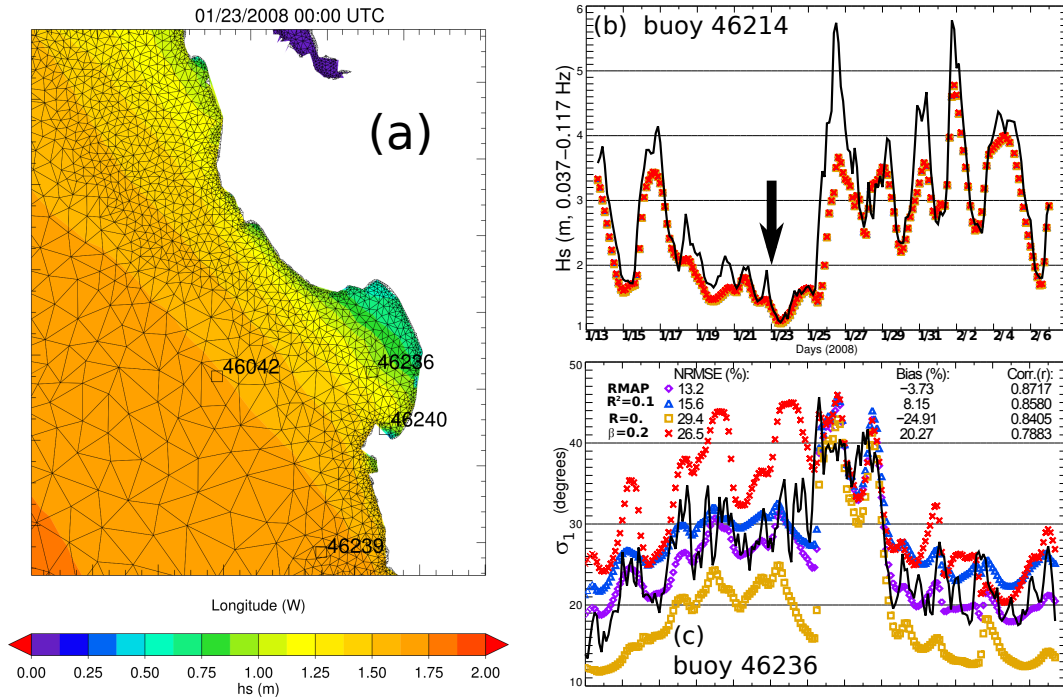 01/23/2008 00:00 UTC
(a)
46042
46236
46240
46239
Longitude (W)
0.00 0.25 0.50 0.75 1.00 1.25 1.50 1.75 2.00
hs (m)
(b) buoy 46214
Hs (m, 0.037−0.117 Hz)
6
5
4
3
2
1
1/13 1/15 1/17 1/19 1/21 1/23 1/25 1/27 1/29 1/31 2/ 2 2/ 4 2/ 6
Days (2008)
NRMSE (%): Bias (%): Corr.(r):
RMAP 13.2 −3.73 0.8717
R²=0.1 15.6 8.15 0.8580
R=0. 29.4 −24.91 0.8405
β=0.2 26.5 20.27 0.7883
σ1 (degrees)
50
40
30
20
10
(c)
buoy 46236